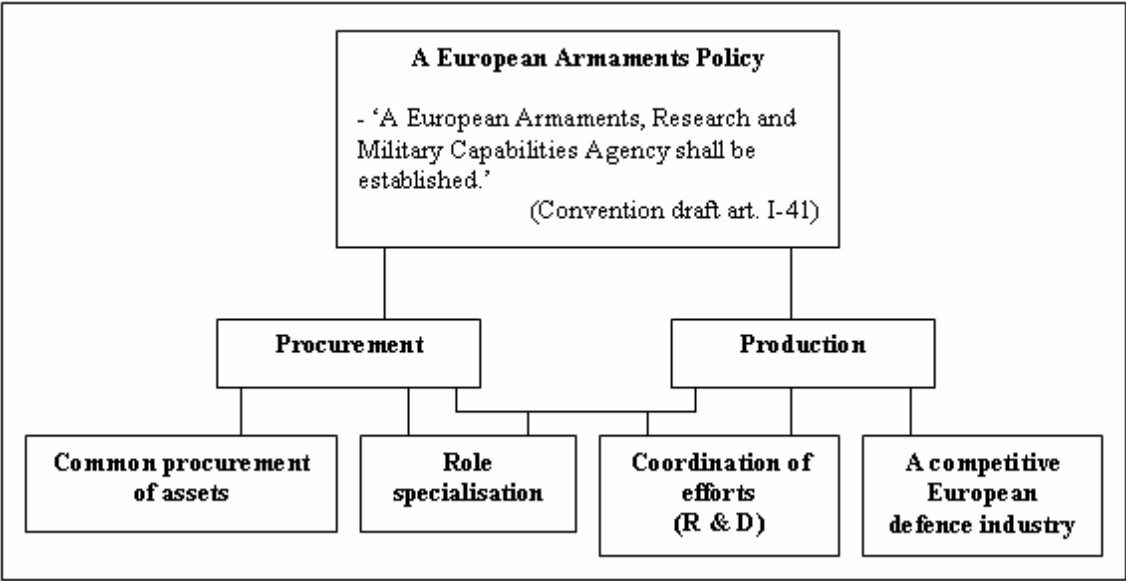 A European Armaments Policy
- ‘A European Armaments, Research and
Military Capabilities Agency shall be
established.’
(Convention draft art. I-41)
Procurement
Production
Common procurement
of assets
Role
specialisation
Coordination of
efforts
(R & D)
A competitive
European
defence industry